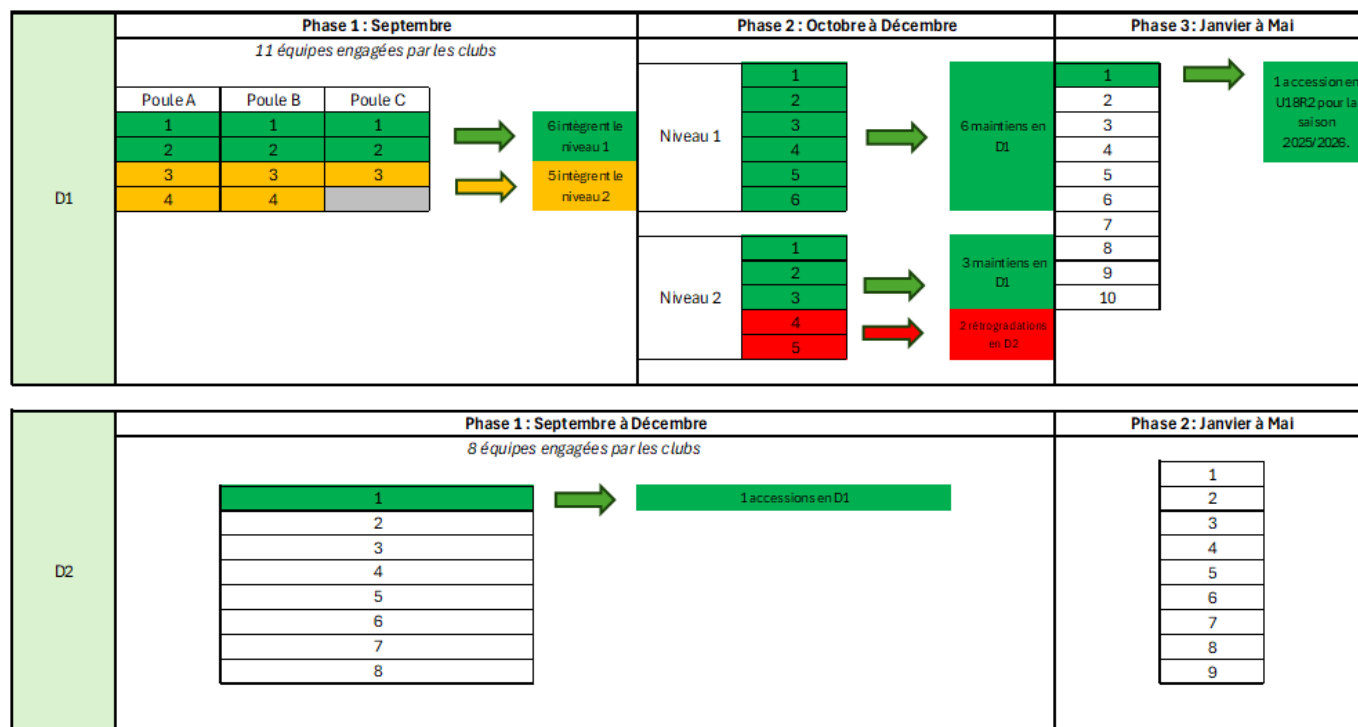 Phase 1 : Septembre
Phase 2 : Octobre à Décembre
Phase 3: Janvier à Mai
11 équipes engagées par les clubs
D1
Poule A Poule B Poule C
1 1 1
2 2 2
3 3 3
4 4
6 intègrent le
niveau 1
5 intègrent le
niveau 2
Niveau 1
1
2
3
4
5
6
6 maintiens en
D1
Niveau 2
1
2
3
4
5
3 maintiens en
D1
2 rétrogradations
en D2
1
2
3
4
5
6
7
8
9
10
1 accession en
U18R2 pour la
saison
2025/2026.
D2
Phase 1 : Septembre à Décembre
Phase 2: Janvier à Mai
8 équipes engagées par les clubs
1
2
3
4
5
6
7
8
1 accessions en D1
1
2
3
4
5
6
7
8
9